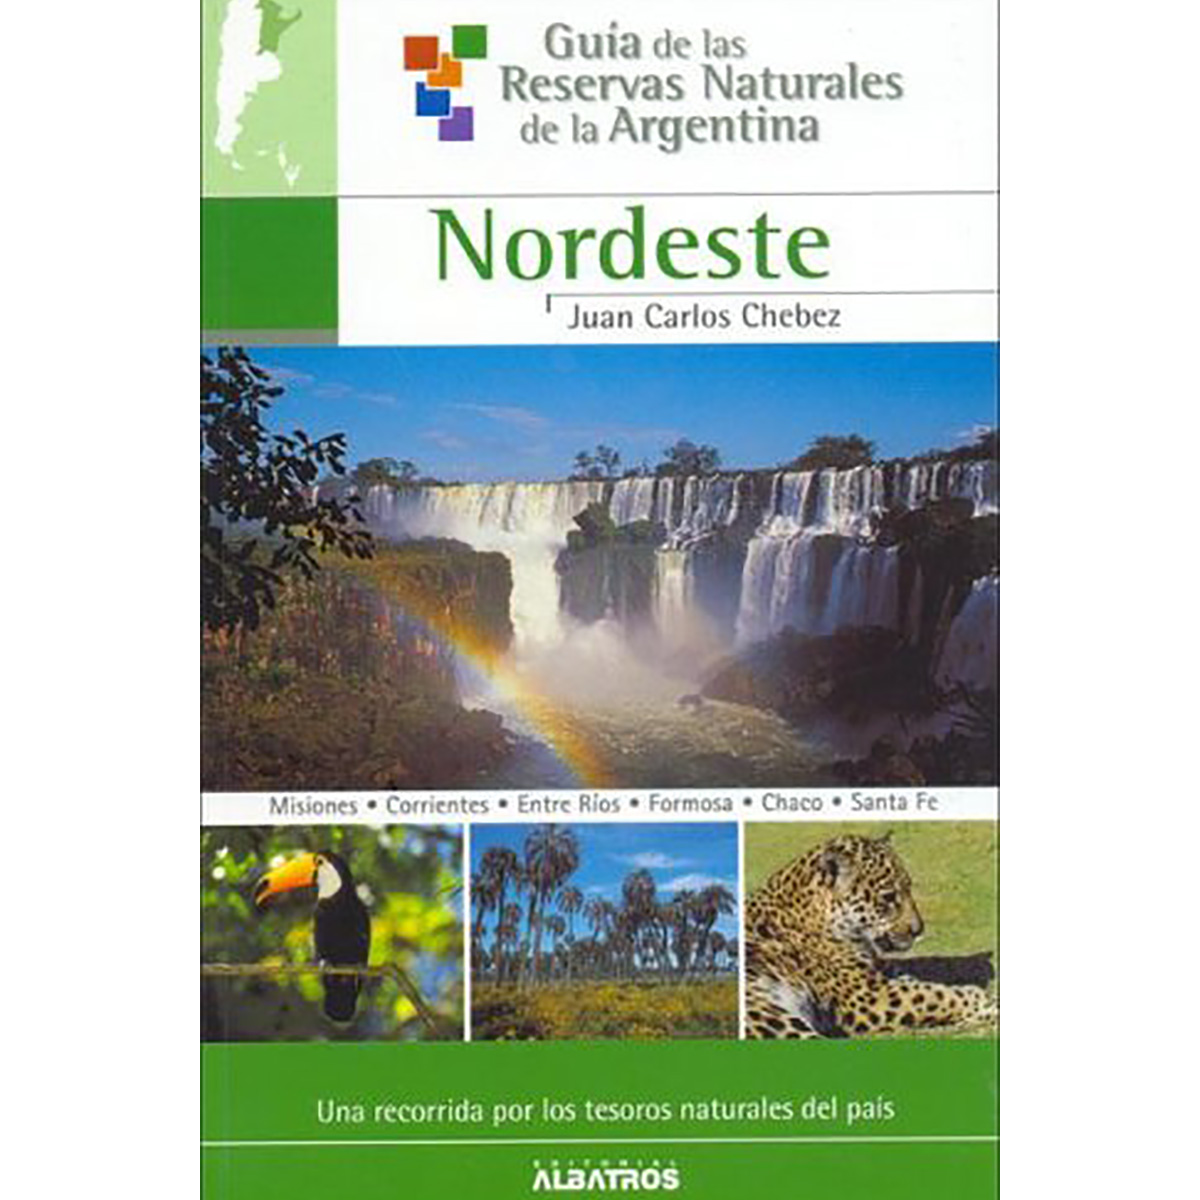 Guía de las
Reservas Naturales
de la Argentina
Nordeste
Juan Carlos Chebez
Misiones • Corrientes • Entre Ríos • Formosa • Chaco • Santa Fe
Una recorrida por los tesoros naturales del país
EDITORIAL
ALBATROS